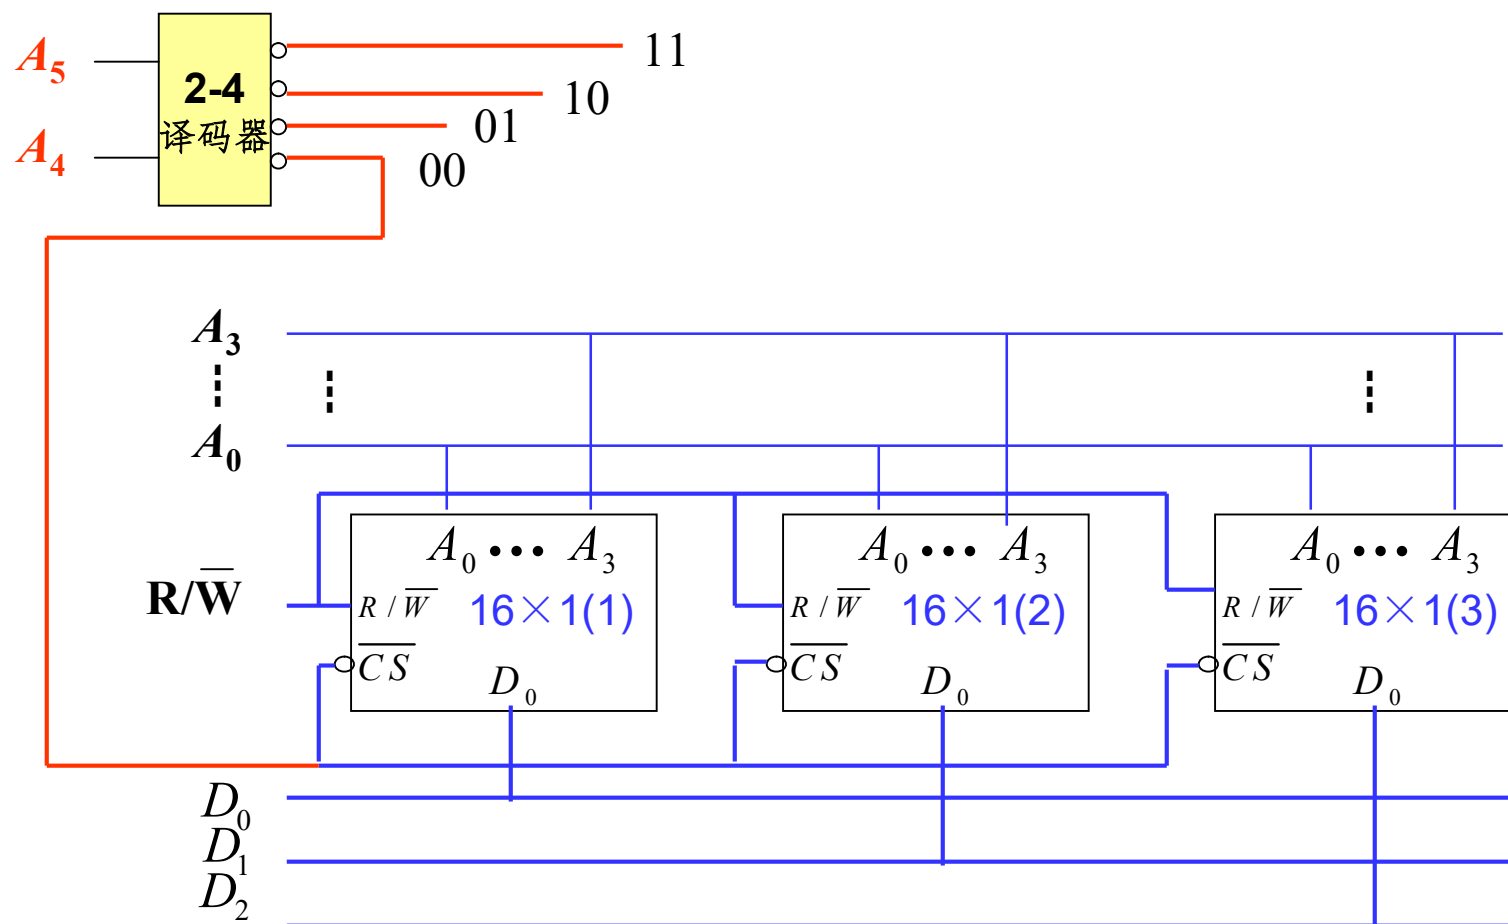 A₅
A₄
2-4
译码器
11
10
01
00
A₃
A₀
A₀ ••• A₃
A₀ ••• A₃
A₀ ••• A₃
R/W̅
R / W̅ 16×1(1)
R / W̅ 16×1(2)
R / W̅ 16×1(3)
C̅S̅
C̅S̅
C̅S̅
D₀
D₀
D₀
D₀
D₁
D₂